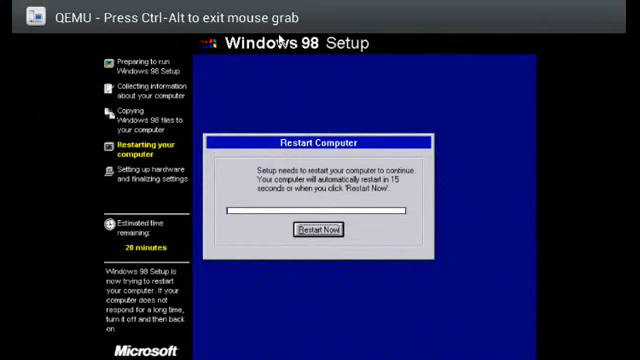 QEMU - Press Ctrl-Alt to exit mouse grab
Windows 98 Setup
Preparing to run
Windows 98 Setup
Collecting information
about your computer
Copying
Windows 98 files to
your computer
Restarting your
computer
Setting up hardware
and finalizing settings
Estimated time
remaining:
20 minutes
Windows 98 Setup is
now trying to restart
your computer. If your
computer does not
respond for a long time,
turn it off and then back
on.
Microsoft
Restart Computer
Setup needs to restart your computer to continue.
Your computer will automatically restart in 15
seconds or when you click 'Restart Now'.
Restart Now